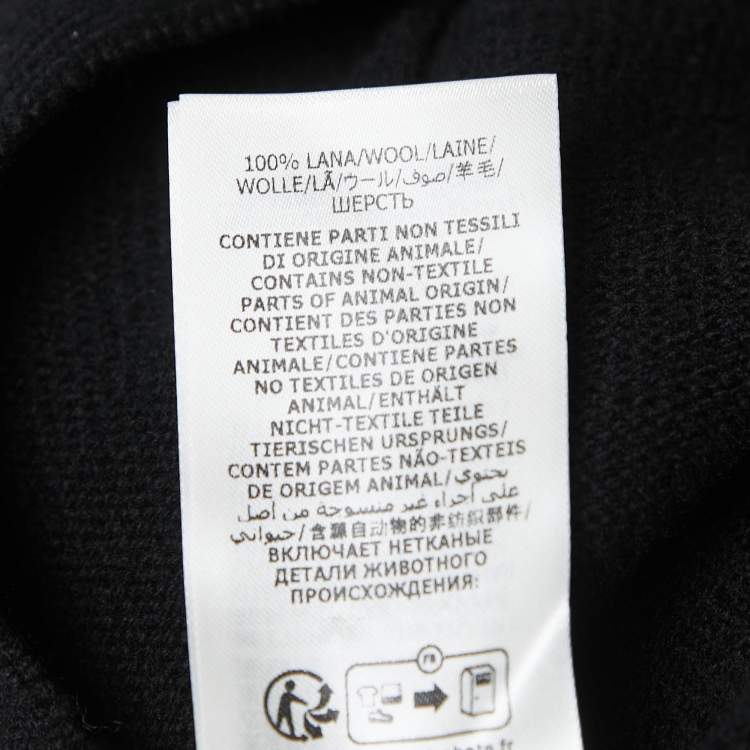 100% LANA/WOOL/LAINE/
WOLLE/LÃ/ウール/صوف/羊毛/
ШЕРСТЬ
CONTIENE PARTI NON TESSILI
DI ORIGINE ANIMALE/
CONTAINS NON-TEXTILE
PARTS OF ANIMAL ORIGIN/
CONTIENT DES PARTIES NON
TEXTILES D'ORIGINE
ANIMALE/CONTIENE PARTES
NO TEXTILES DE ORIGEN
ANIMAL/ENTHÄLT
NICHT-TEXTILE TEILE
TIERISCHEN URSPRUNGS/
CONTEM PARTES NÃO-TEXTEIS
DE ORIGEM ANIMAL/يحتوي
على أجزاء غير منسوجة من أصل
حيواني/含源自动物的非纺织部件/
ВКЛЮЧАЕТ НЕТКАНЫЕ
ДЕТАЛИ ЖИВОТНОГО
ПРОИСХОЖДЕНИЯ:
FR